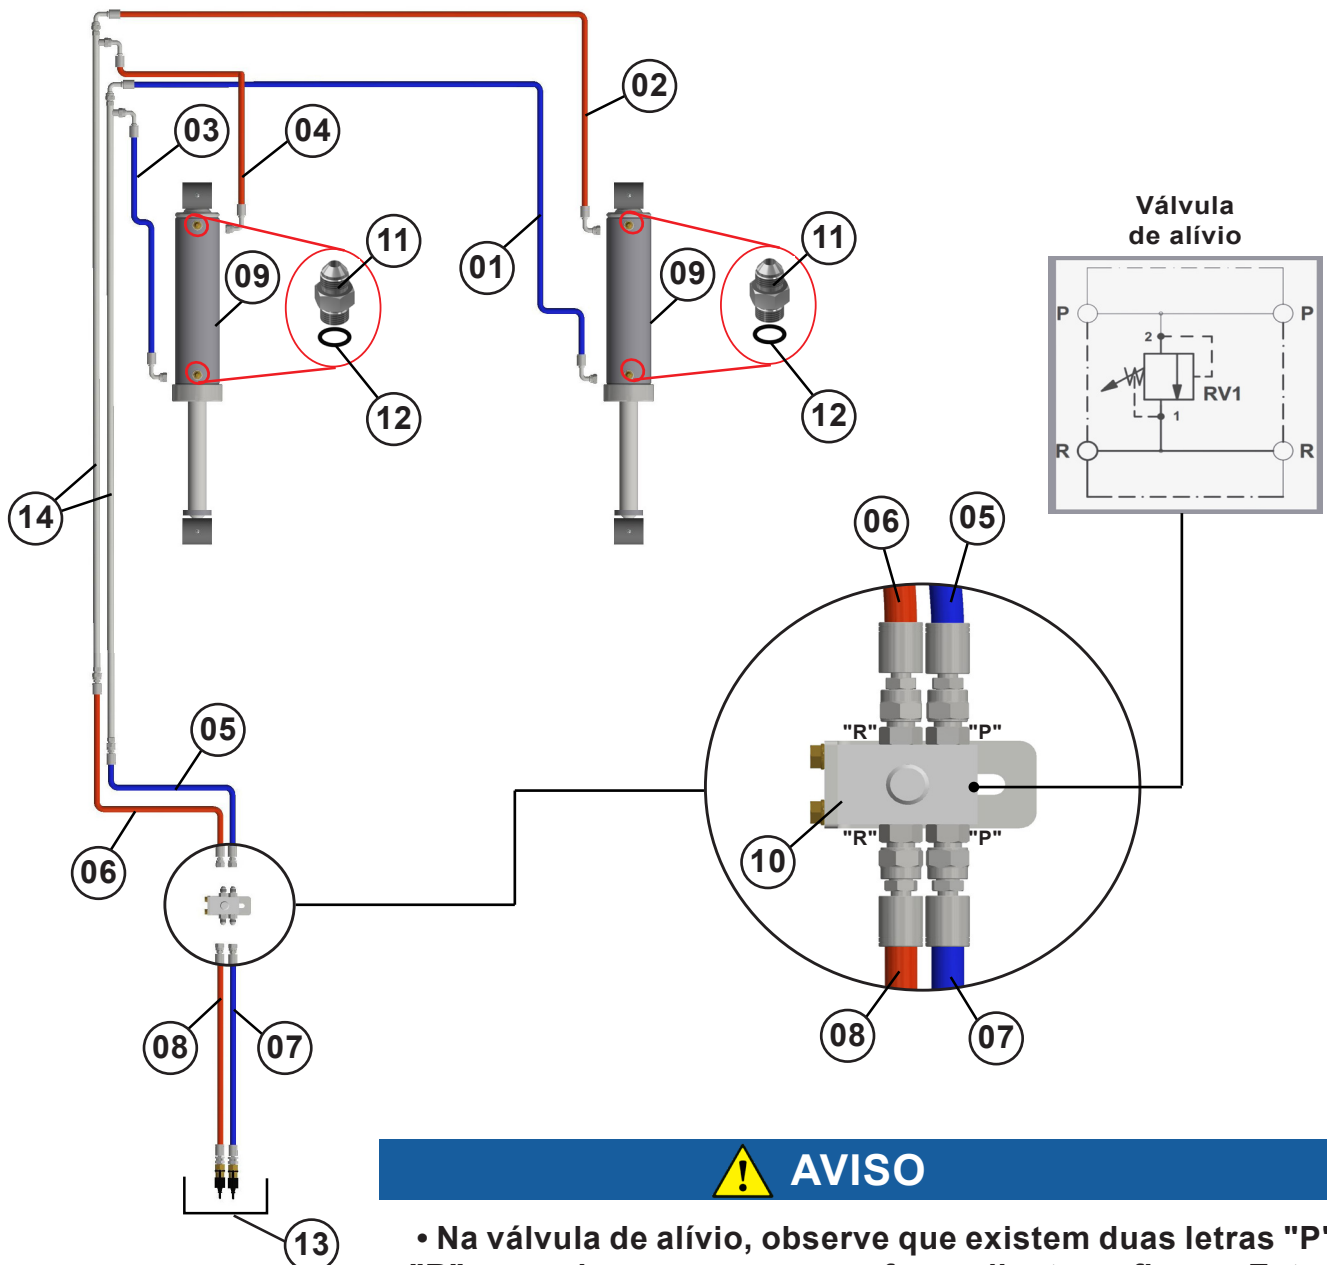 02
03
04
01
11
09
11
09
12
12
14
Válvula
de alívio
P
P
2
RV1
1
R
R
06
05
"R"
"P"
10
"R"
"P"
08
07
05
06
08
07
13
AVISO
• Na válvula de alívio, observe que existem duas letras "P"